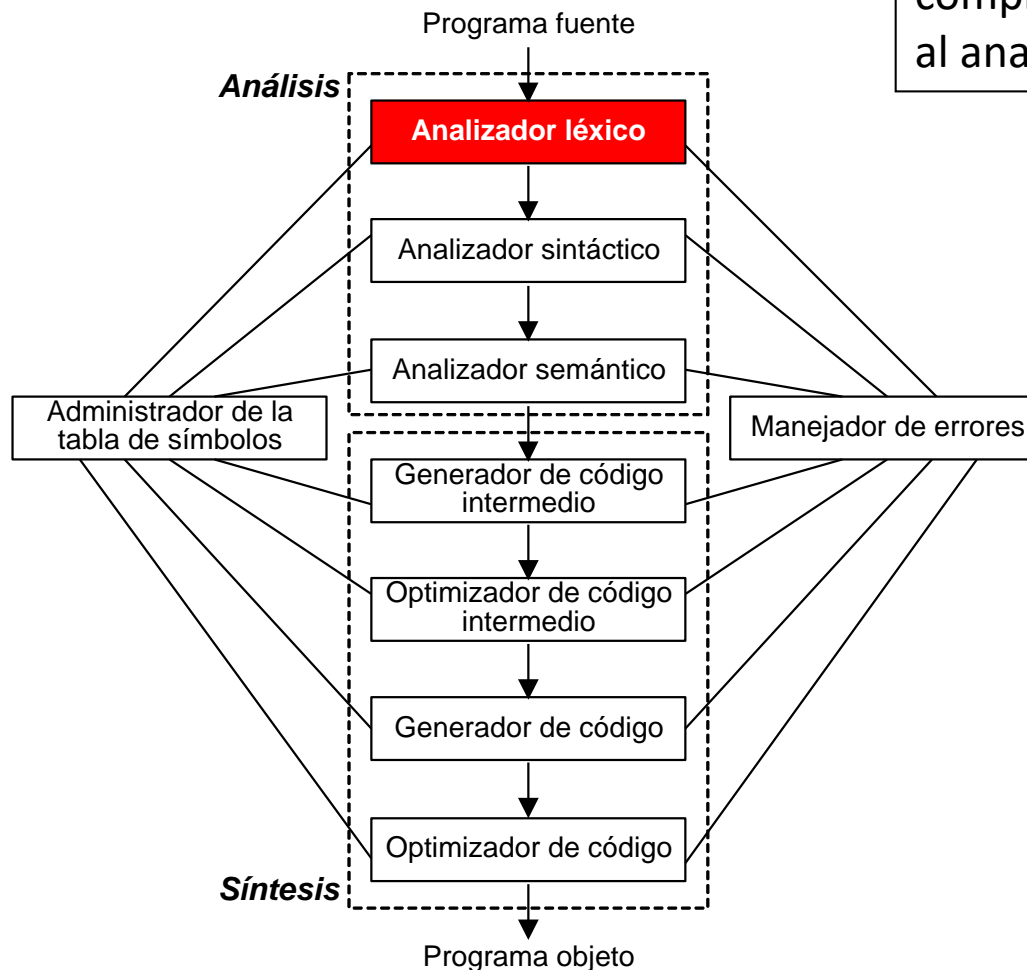 Programa fuente
al ana
Análisis
Analizador léxico
Analizador sintáctico
Analizador semántico
Administrador de la
tabla de símbolos
Manejador de errores
Generador de código
intermedio
Optimizador de código
intermedio
Generador de código
Optimizador de código
Síntesis
Programa objeto